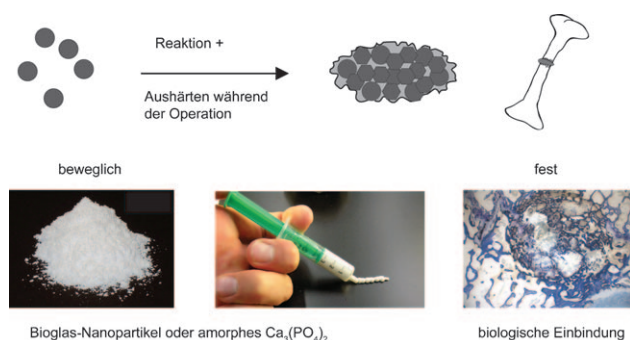 Reaktion +
Aushärten während
der Operation
beweglich
fest
Bioglas-Nanopartikel oder amorphes Ca₃(PO₄)₂
biologische Einbindung